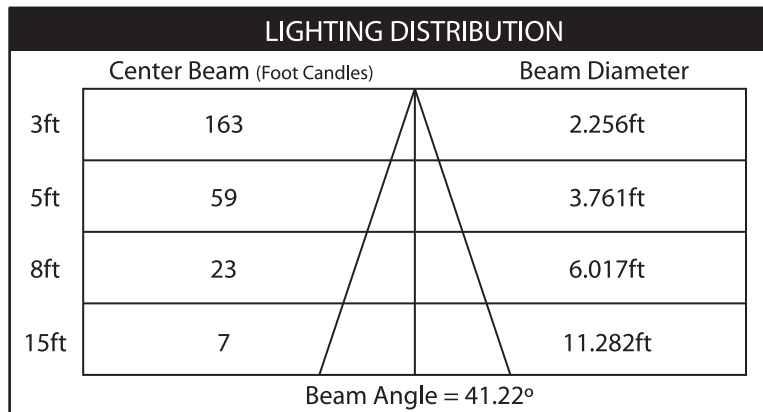 LIGHTING DISTRIBUTION
Center Beam (Foot Candles) Beam Diameter
3ft 163 2.256ft
5ft 59 3.761ft
8ft 23 6.017ft
15ft 7 11.282ft
Beam Angle = 41.22º